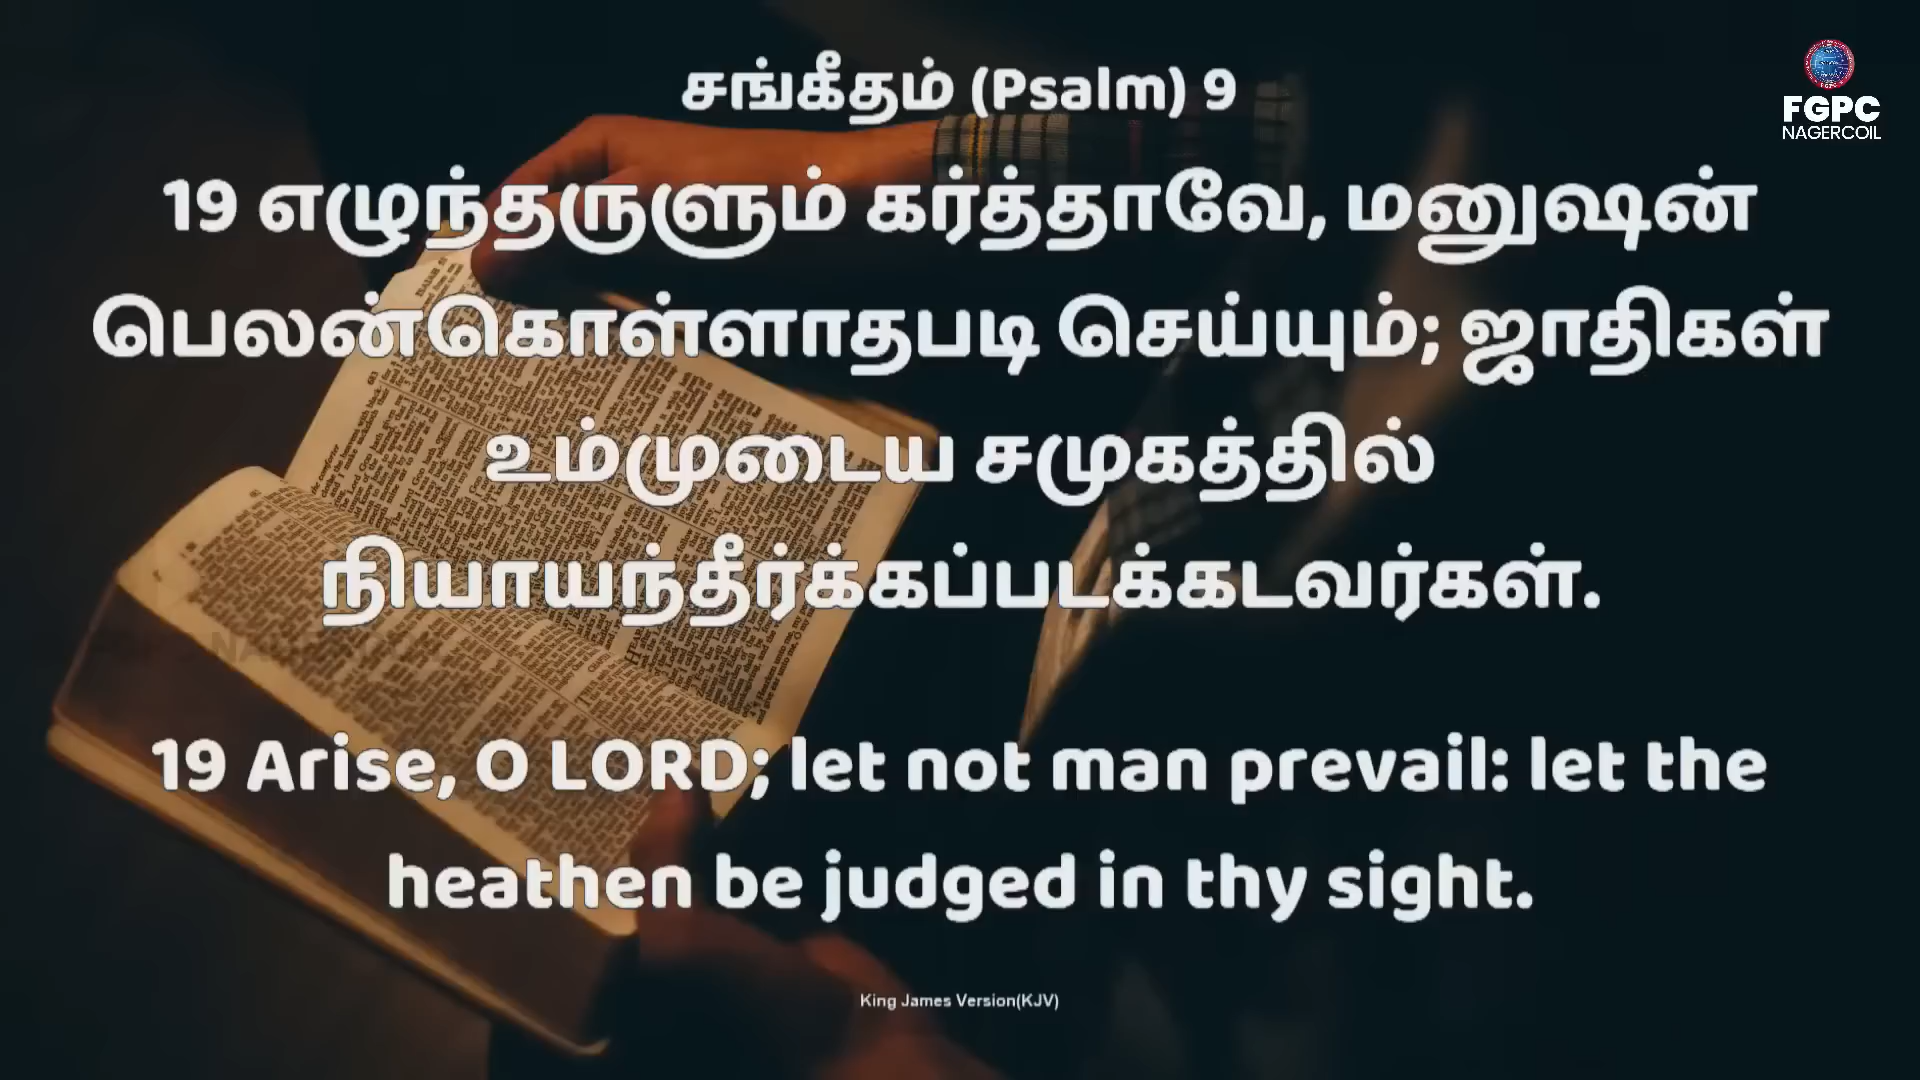 சங்கீதம் (Psalm) 9
FGPC
NAGERCOIL
19 எழுந்தருளும் கர்த்தாவே, மனுஷன்
பெலன்கொள்ளாதபடி செய்யும்; ஜாதிகள்
உம்முடைய சமுகத்தில்
நியாயந்தீர்க்கப்படக்கடவர்கள்.
19 Arise, O LORD; let not man prevail: let the
heathen be judged in thy sight.
King James Version(KJV)